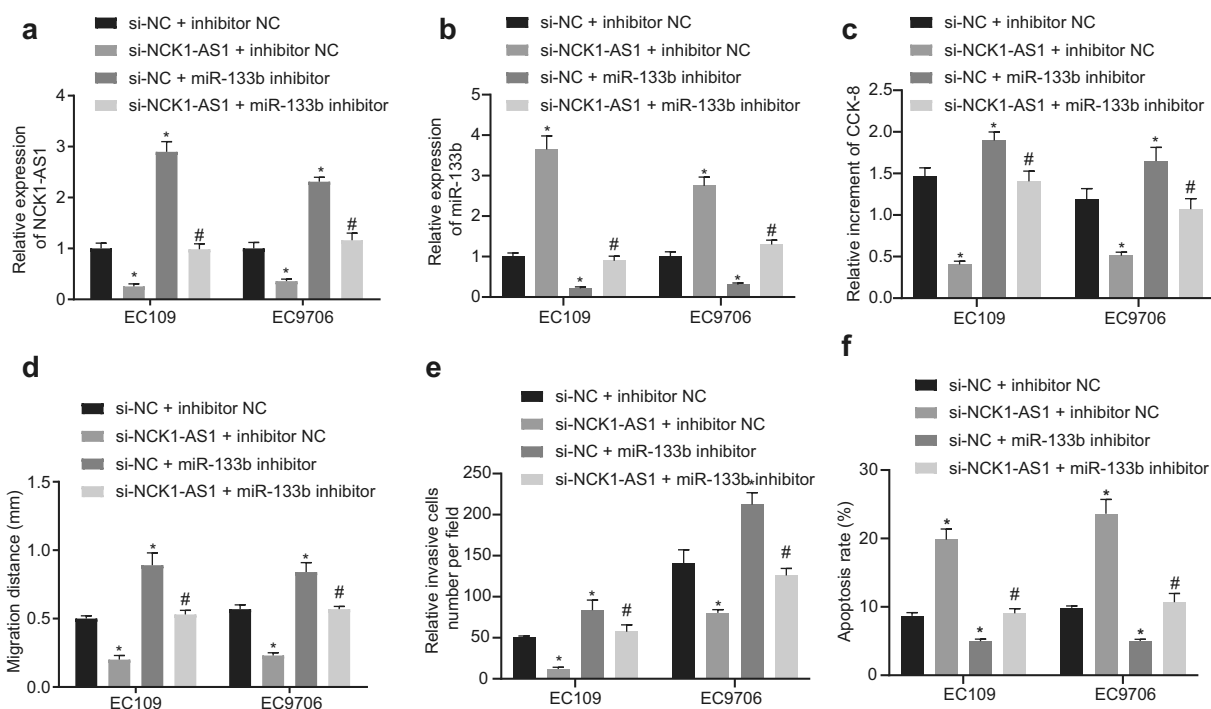 a
si-NC + inhibitor NC
si-NCK1-AS1 + inhibitor NC
si-NC + miR-133b inhibitor
si-NCK1-AS1 + miR-133b inhibitor
Relative expression
of NCK1-AS1
4
3
2
1
0
*
*
#
*
*
#
EC109
EC9706
b
si-NC + inhibitor NC
si-NCK1-AS1 + inhibitor NC
si-NC + miR-133b inhibitor
si-NCK1-AS1 + miR-133b inhibitor
Relative expression
of miR-133b
5
4
3
2
1
0
*
*
#
*
*
#
EC109
EC9706
c
si-NC + inhibitor NC
si-NCK1-AS1 + inhibitor NC
si-NC + miR-133b inhibitor
si-NCK1-AS1 + miR-133b inhibitor
Relative increment of CCK-8
2.0
1.5
1.0
0.5
0.0
*
*
#
*
*
#
EC109
EC9706
d
si-NC + inhibitor NC
si-NCK1-AS1 + inhibitor NC
si-NC + miR-133b inhibitor
si-NCK1-AS1 + miR-133b inhibitor
Migration distance (mm)
1.5
1.0
0.5
0.0
*
*
#
*
*
#
EC109
EC9706
e
si-NC + inhibitor NC
si-NCK1-AS1 + inhibitor NC
si-NC + miR-133b inhibitor
si-NCK1-AS1 + miR-133b inhibitor
Relative invasive cells
number per field
250
200
150
100
50
0
*
*
#
*
*
#
EC109
EC9706
f
si-NC + inhibitor NC
si-NCK1-AS1 + inhibitor NC
si-NC + miR-133b inhibitor
si-NCK1-AS1 + miR-133b inhibitor
Apoptosis rate (%)
30
20
10
0
*
*
#
*
*
#
EC109
EC9706